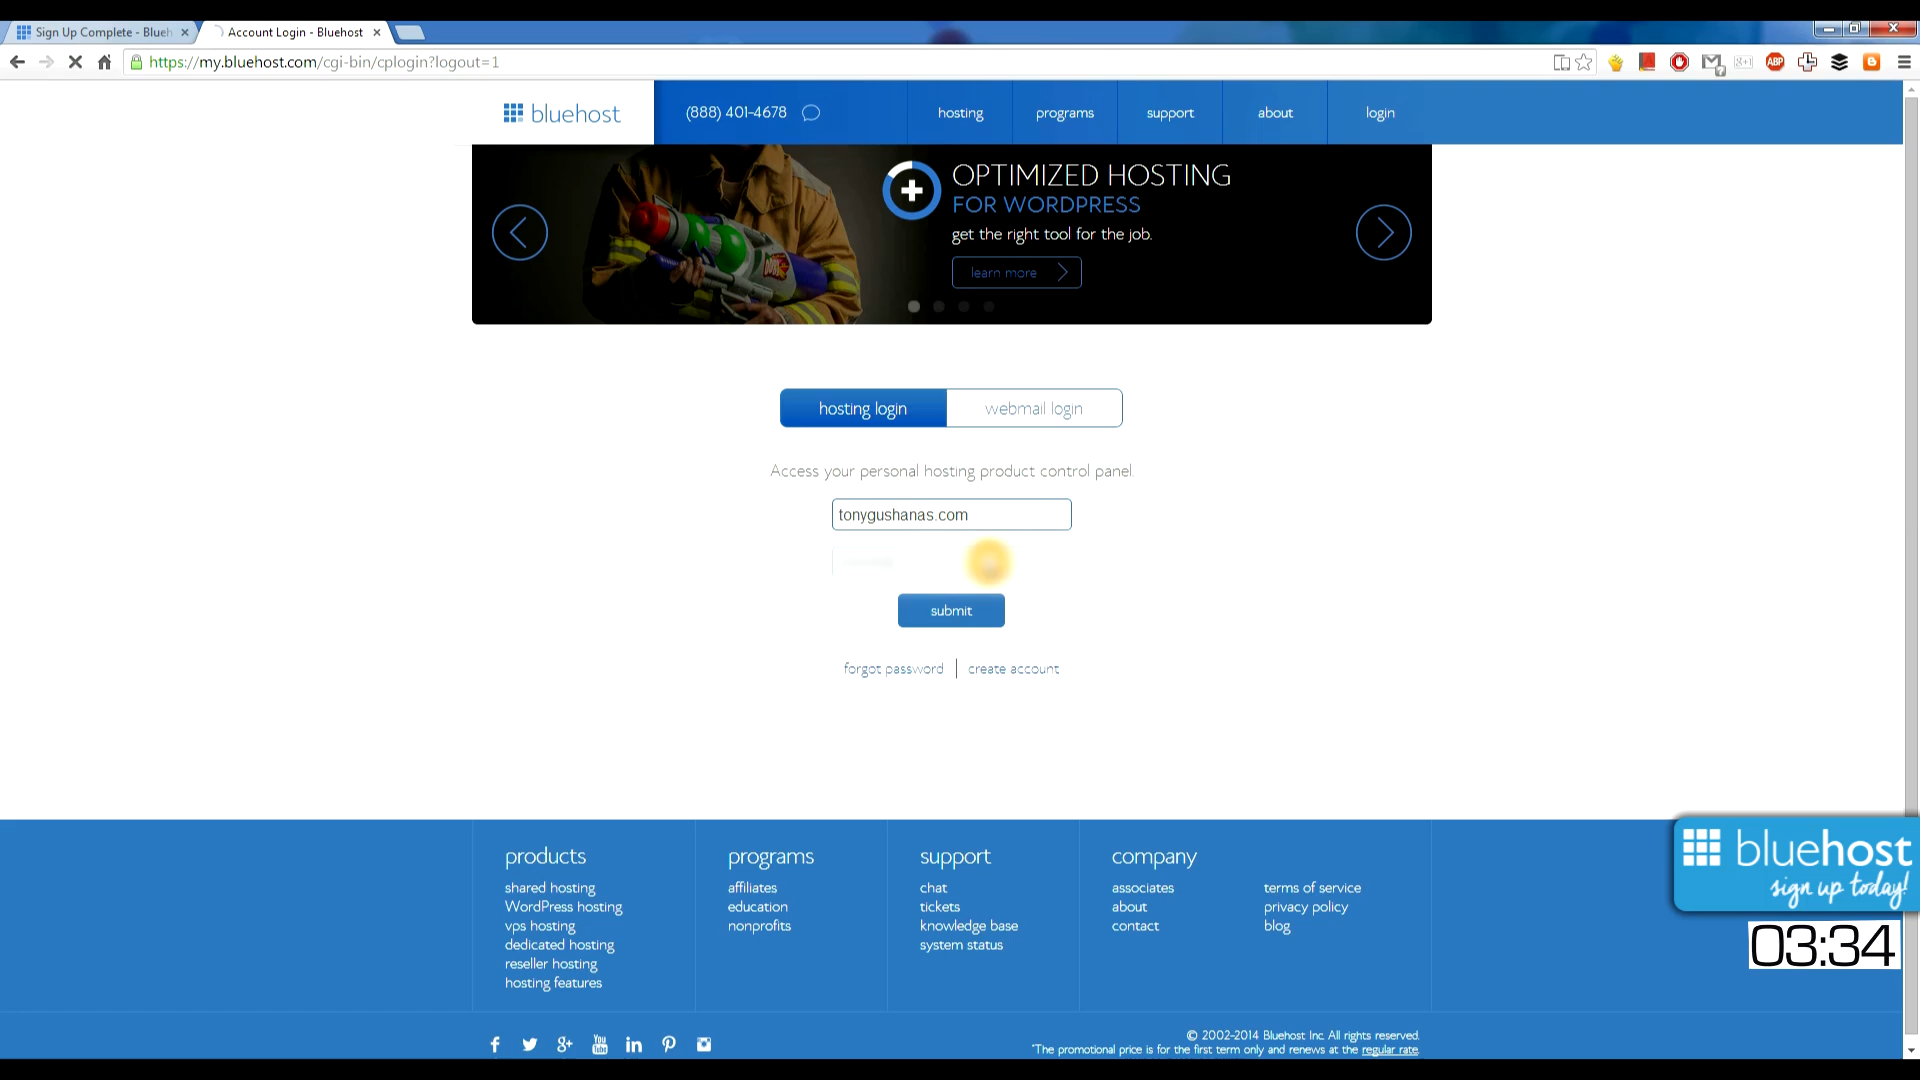 Sign Up Complete - Blueh
Account Login - Bluehost
https://my.bluehost.com/cgi-bin/cplogin?logout=1
ABP
bluehost
(888) 401-4678
hosting
programs
support
about
login
OPTIMIZED HOSTING
FOR WORDPRESS
get the right tool for the job.
learn more
hosting login
webmail login
Access your personal hosting product control panel.
tonygushanas.com
submit
forgot password
create account
products
shared hosting
WordPress hosting
vps hosting
dedicated hosting
reseller hosting
hosting features
programs
affiliates
education
nonprofits
support
chat
tickets
knowledge base
system status
company
associates
about
contact
terms of service
privacy policy
blog
bluehost
sign up today!
03:34
You
Tube
© 2002-2014 Bluehost Inc. All rights reserved.
*The promotional price is for the first term only and renews at the regular rate.